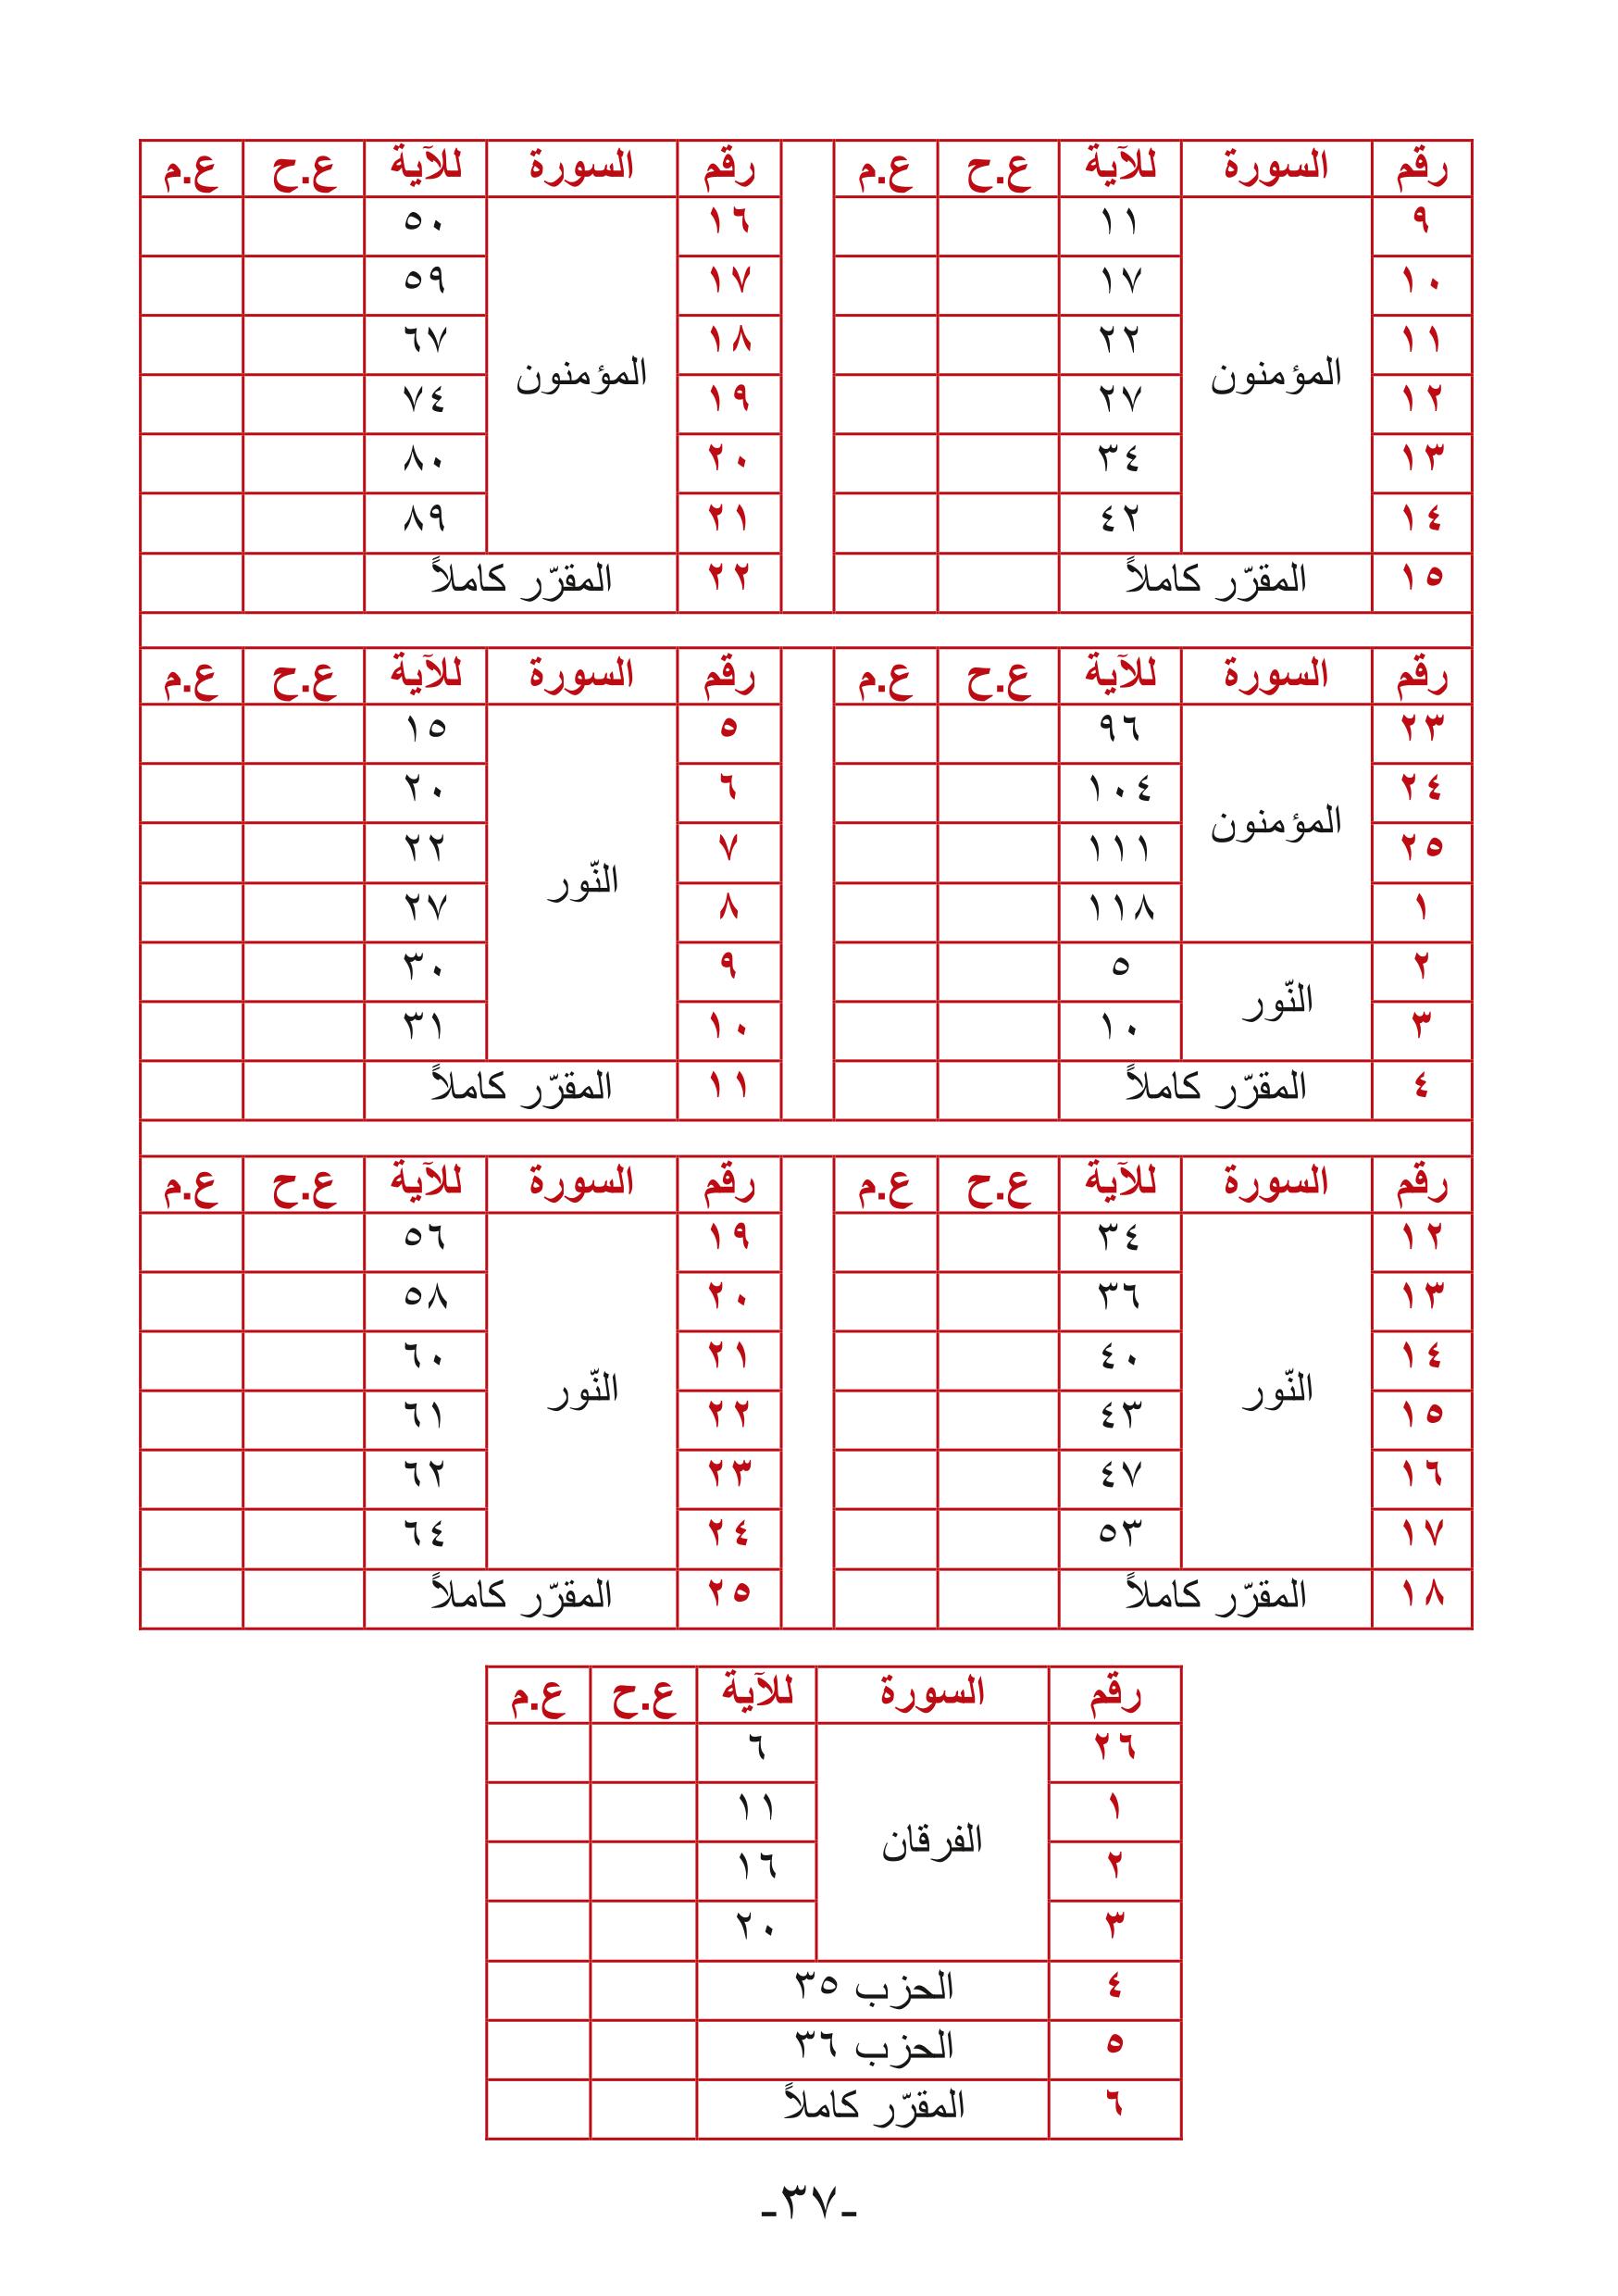 رقم السورة للآية ع.ح ع.م رقم السورة للآية ع.ح ع.م
٩ ١١ ١٦ ٥٠
١٠ ١٧ ١٧ ٥٩
١١ ٢٢ ١٨ ٦٧
المؤمنون المؤمنون
١٢ ٢٧ ١٩ ٧٤
١٣ ٣٤ ٢٠ ٨٠
١٤ ٤٢ ٢١ ٨٩
١٥ المقرّر كاملاً ٢٢ المقرّر كاملاً
رقم السورة للآية ع.ح ع.م رقم السورة للآية ع.ح ع.م
٢٣ ٩٦ ٥ ١٥
٢٤ ١٠٤ ٦ ٢٠
المؤمنون
٢٥ ١١١ ٧ ٢٢
النّور
١ ١١٨ ٨ ٢٧
٢ ٥ ٩ ٣٠
النّور
٣ ١٠ ١٠ ٣١
٤ المقرّر كاملاً ١١ المقرّر كاملاً
رقم السورة للآية ع.ح ع.م رقم السورة للآية ع.ح ع.م
١٢ ٣٤ ١٩ ٥٦
١٣ ٣٦ ٢٠ ٥٨
١٤ ٤٠ ٢١ ٦٠
النّور النّور
١٥ ٤٣ ٢٢ ٦١
١٦ ٤٧ ٢٣ ٦٢
١٧ ٥٣ ٢٤ ٦٤
١٨ المقرّر كاملاً ٢٥ المقرّر كاملاً
رقم السورة للآية ع.ح ع.م
٢٦ ٦
١ ١١
الفرقان
٢ ١٦
٣ ٢٠
٤ الحزب ٣٥
٥ الحزب ٣٦
٦ المقرّر كاملاً
-٣٧-